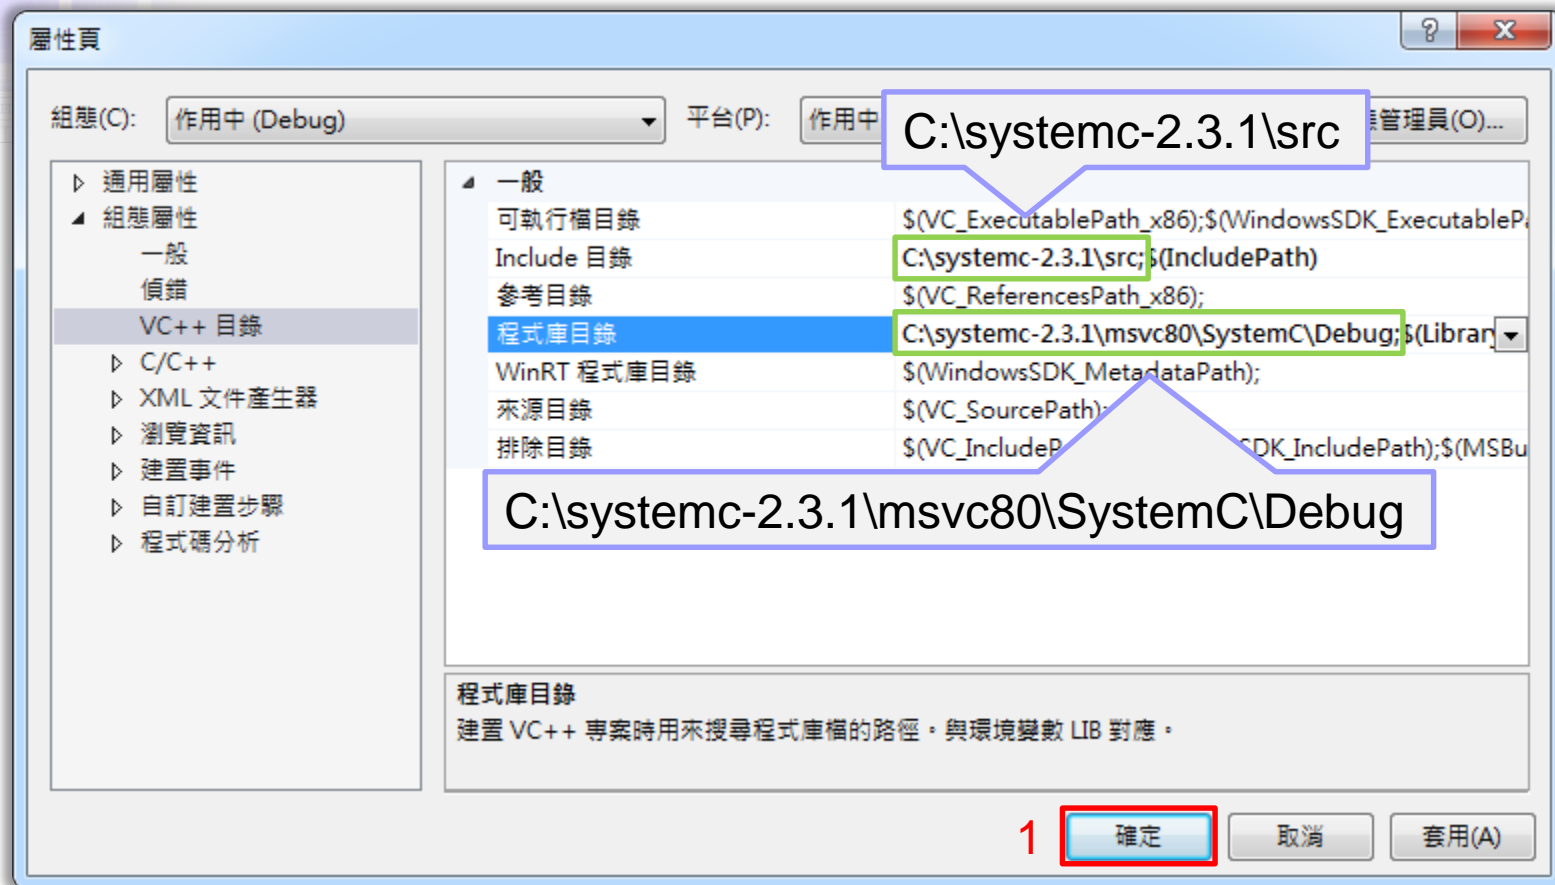 屬性頁
組態(C): 作用中 (Debug) 平台(P): 作用中 管理員(O)...
C:\systemc-2.3.1\src
通用屬性
組態屬性
一般
偵錯
VC++ 目錄
C/C++
XML 文件產生器
瀏覽資訊
建置事件
自訂建置步驟
程式碼分析
一般
可執行檔目錄 $(VC_ExecutablePath_x86);$(WindowsSDK_ExecutableP
Include 目錄 C:\systemc-2.3.1\src;$(IncludePath)
參考目錄 $(VC_ReferencesPath_x86);
程式庫目錄 C:\systemc-2.3.1\msvc80\SystemC\Debug;$(Library
WinRT 程式庫目錄 $(WindowsSDK_MetadataPath);
來源目錄 $(VC_SourcePath);
排除目錄 $(VC_IncludeP DK_IncludePath);$(MSBu
C:\systemc-2.3.1\msvc80\SystemC\Debug
程式庫目錄
建置 VC++ 專案時用來搜尋程式庫檔的路徑。與環境變數 LIB 對應。
1 確定 取消 套用(A)